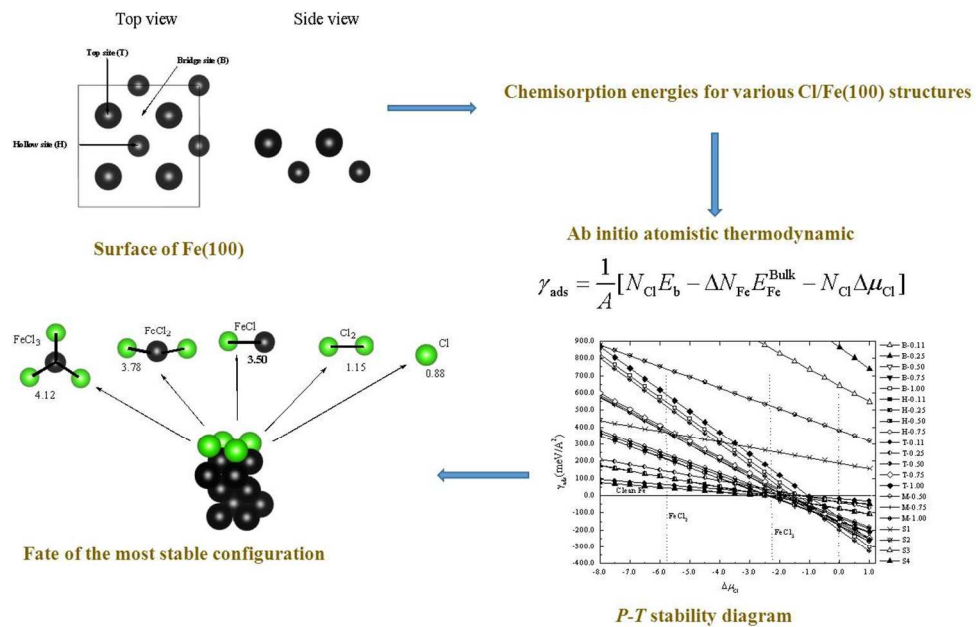 Top view
Side view
Top site (T)
Bridge site (B)
Hollow site (H)
Surface of Fe(100)
Chemisorption energies for various Cl/Fe(100) structures
Ab initio atomistic thermodynamic
γads = 1/A [NCl Eb − ΔNFe EFe^Bulk − NCl ΔμCl]
FeCl3
4.12
FeCl2
3.78
FeCl
3.50
Cl2
1.15
Cl
0.88
Fate of the most stable configuration
γads (meV/A²)
900.0
800.0
700.0
600.0
500.0
400.0
300.0
200.0
100.0
0.0
-100.0
-200.0
-300.0
-400.0
Clean Fe
FeCl3
FeCl2
-8.0 -7.0 -6.0 -5.0 -4.0 -3.0 -2.0 -1.0 0.0 1.0
ΔμCl
B-0.11
B-0.25
B-0.50
B-0.75
B-1.00
H-0.11
H-0.25
H-0.50
H-0.75
T-0.11
T-0.25
T-0.50
T-0.75
T-1.00
M-0.50
M-0.75
M-1.00
S1
S2
S3
S4
P-T stability diagram